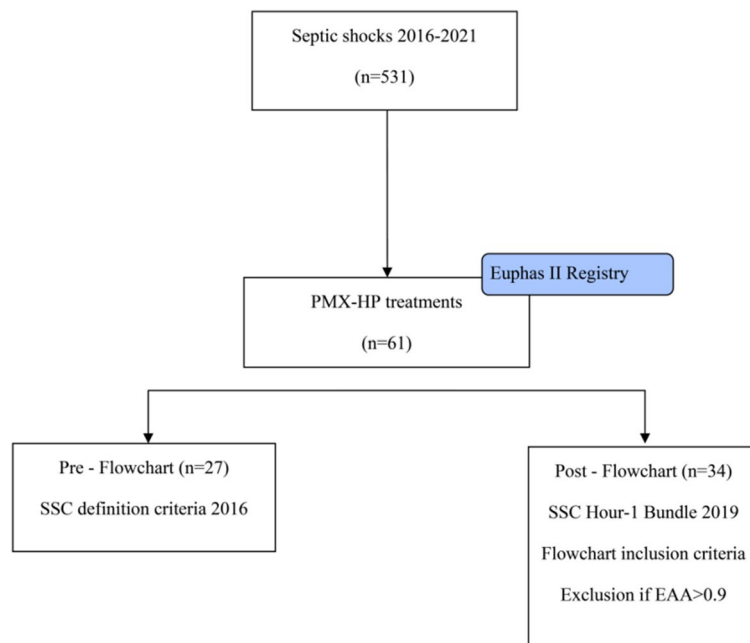 Septic shocks 2016-2021
(n=531)
Euphas II Registry
PMX-HP treatments
(n=61)
Pre - Flowchart (n=27)
SSC definition criteria 2016
Post - Flowchart (n=34)
SSC Hour-1 Bundle 2019
Flowchart inclusion criteria
Exclusion if EAA>0.9